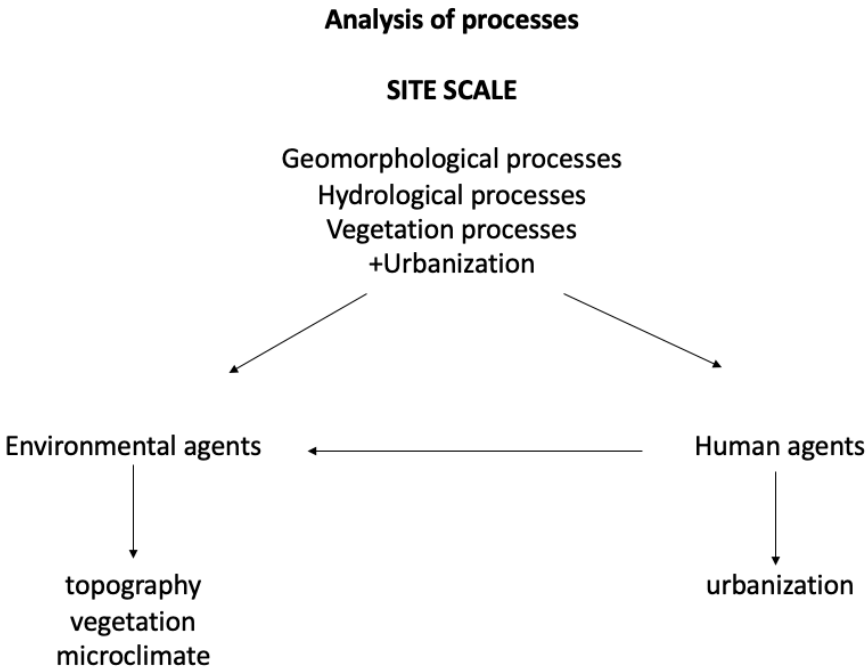 Analysis of processes
SITE SCALE
Geomorphological processes
Hydrological processes
Vegetation processes
+Urbanization
Environmental agents
Human agents
topography
vegetation
microclimate
urbanization